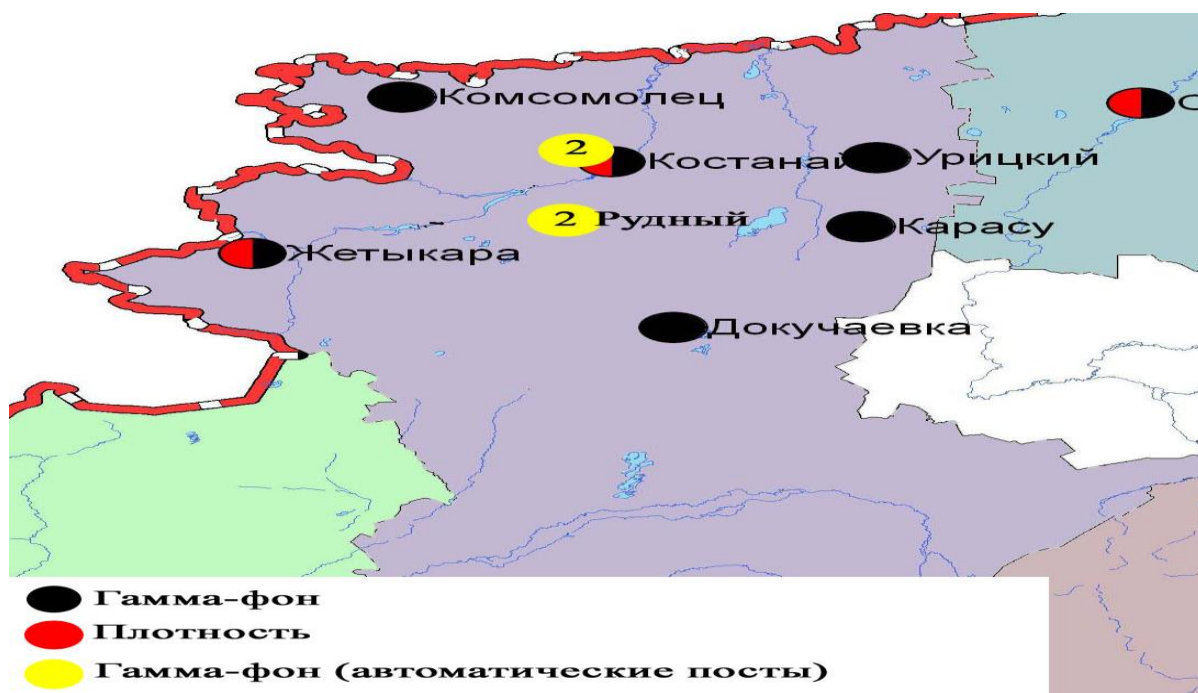 Комсомолец
2
Костанай
Урицкий
2 Рудный
Карасу
Жетыкара
Докучаевка
Гамма-фон
Плотность
Гамма-фон (автоматические посты)